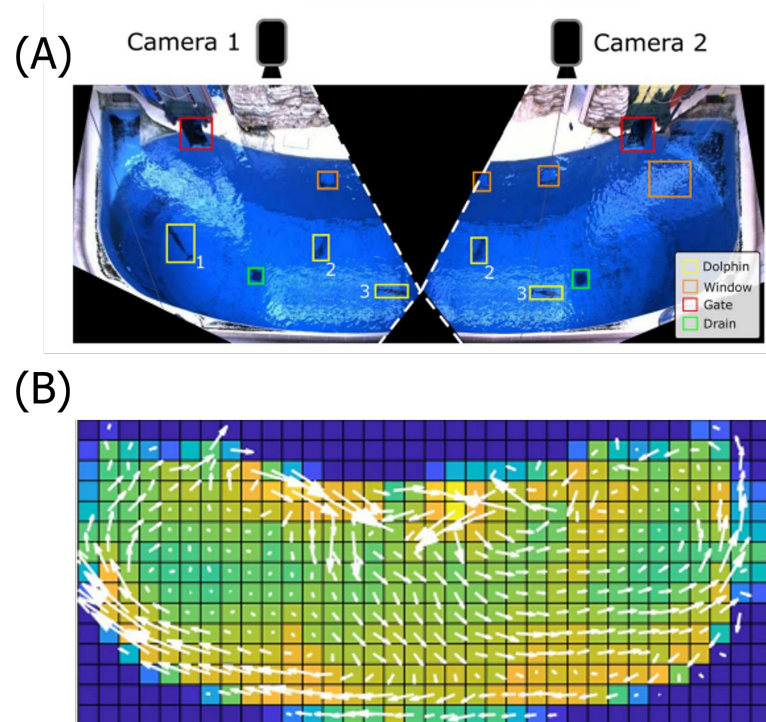 (A)
Camera 1
Camera 2
1
2
3
2
3
Dolphin
Window
Gate
Drain
(B)